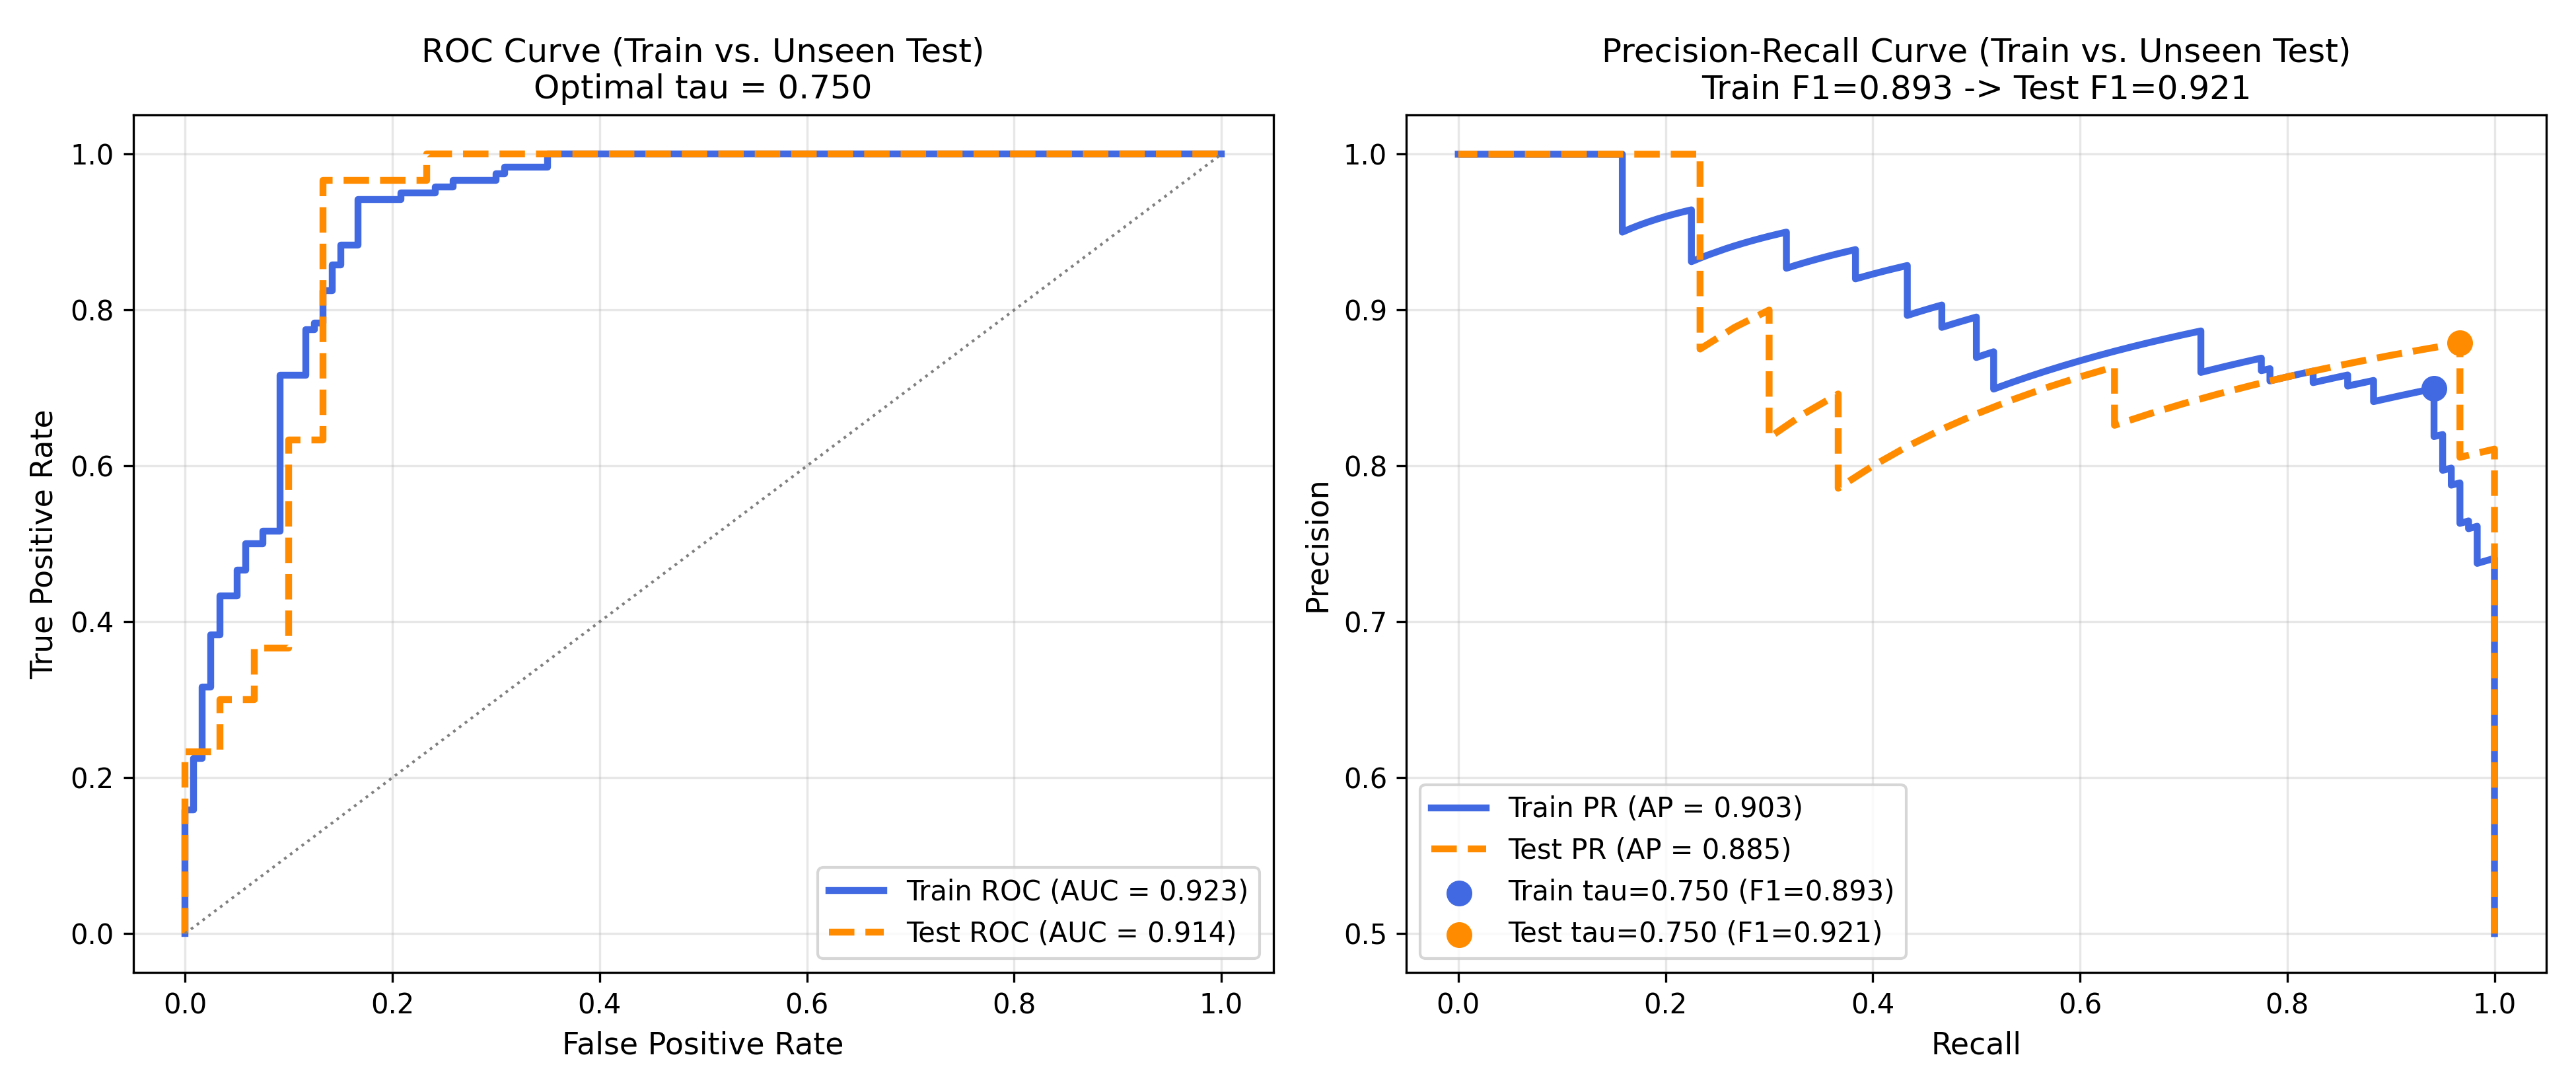 ROC Curve (Train vs. Unseen Test)
Optimal tau = 0.750
True Positive Rate
1.0
0.8
0.6
0.4
0.2
0.0
0.0 0.2 0.4 0.6 0.8 1.0
False Positive Rate
Train ROC (AUC = 0.923)
Test ROC (AUC = 0.914)
Precision-Recall Curve (Train vs. Unseen Test)
Train F1=0.893 -> Test F1=0.921
Precision
1.0
0.9
0.8
0.7
0.6
0.5
0.0 0.2 0.4 0.6 0.8 1.0
Recall
Train PR (AP = 0.903)
Test PR (AP = 0.885)
Train tau=0.750 (F1=0.893)
Test tau=0.750 (F1=0.921)